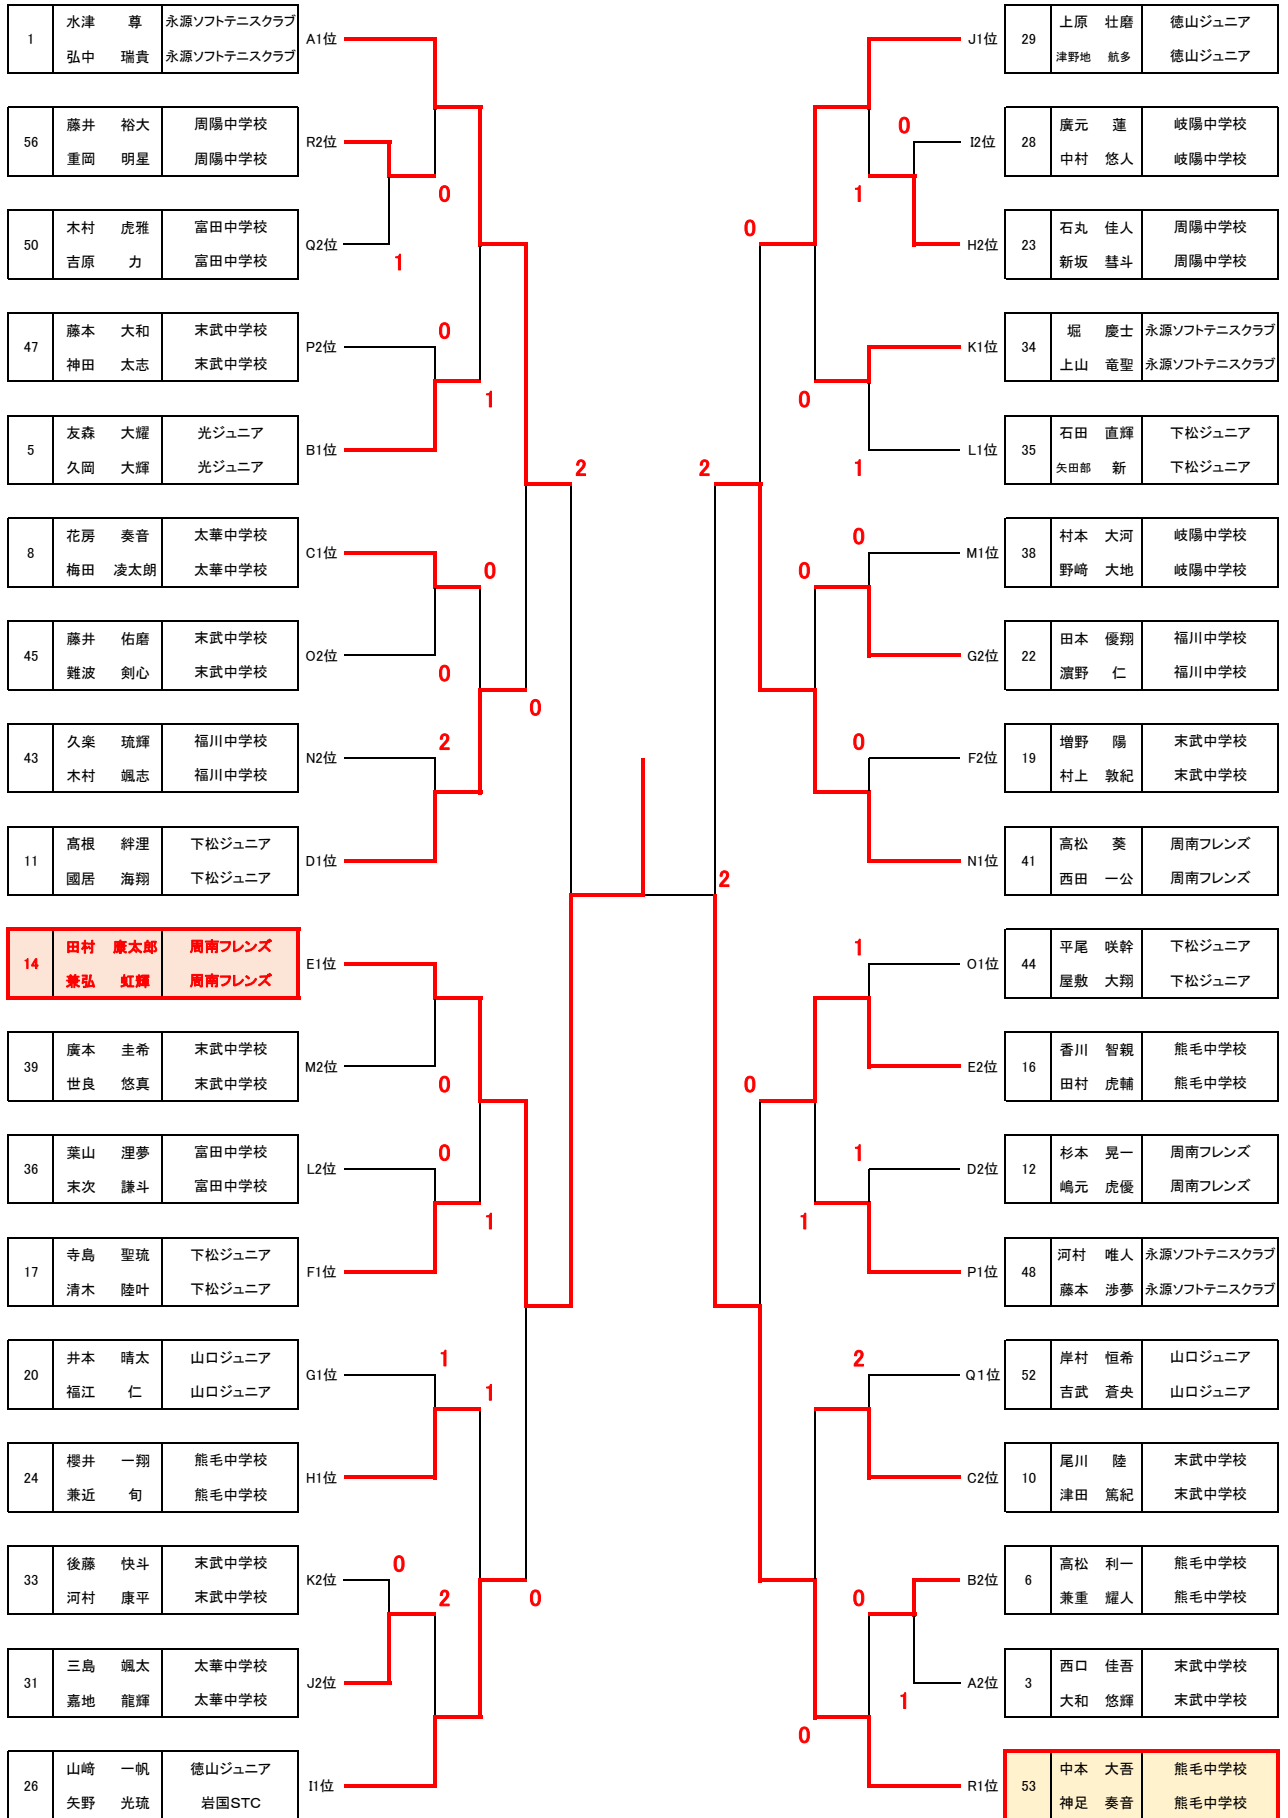 1 水津 尊 永源ソフトテニスクラブ
弘中 瑞貴 永源ソフトテニスクラブ
A1位
56 藤井 裕大 周陽中学校
重岡 明星 周陽中学校
R2位
0
50 木村 虎雅 富田中学校
吉原 力 富田中学校
Q2位
1
47 藤本 大和 末武中学校
神田 太志 末武中学校
P2位
0
1
5 友森 大耀 光ジュニア
久岡 大輝 光ジュニア
B1位
2
8 花房 奏音 太華中学校
梅田 凌太朗 太華中学校
C1位
0
45 藤井 佑磨 末武中学校
難波 剣心 末武中学校
O2位
0
0
43 久楽 琉輝 福川中学校
木村 颯志 福川中学校
N2位
2
11 髙根 絆浬 下松ジュニア
國居 海翔 下松ジュニア
D1位
14 田村 康太郎 周南フレンズ
兼弘 虹輝 周南フレンズ
E1位
39 廣本 圭希 末武中学校
世良 悠真 末武中学校
M2位
0
36 葉山 浬夢 富田中学校
末次 謙斗 富田中学校
L2位
0
1
17 寺島 聖琉 下松ジュニア
清木 陸叶 下松ジュニア
F1位
20 井本 晴太 山口ジュニア
福江 仁 山口ジュニア
G1位
1
1
24 櫻井 一翔 熊毛中学校
兼近 旬 熊毛中学校
H1位
33 後藤 快斗 末武中学校
河村 康平 末武中学校
K2位
0
2
0
31 三島 颯太 太華中学校
嘉地 龍輝 太華中学校
J2位
26 山﨑 一帆 徳山ジュニア
矢野 光琉 岩国STC
I1位
J1位
29 上原 壮磨 徳山ジュニア
津野地 航多 徳山ジュニア
0
I2位
28 廣元 蓮 岐陽中学校
中村 悠人 岐陽中学校
1
0
H2位
23 石丸 佳人 周陽中学校
新坂 彗斗 周陽中学校
K1位
34 堀 慶士 永源ソフトテニスクラブ
上山 竜聖 永源ソフトテニスクラブ
0
L1位
35 石田 直輝 下松ジュニア
矢田部 新 下松ジュニア
1
2
0
M1位
38 村本 大河 岐陽中学校
野﨑 大地 岐陽中学校
0
G2位
22 田本 優翔 福川中学校
濵野 仁 福川中学校
0
F2位
19 増野 陽 末武中学校
村上 敦紀 末武中学校
N1位
41 高松 葵 周南フレンズ
西田 一公 周南フレンズ
2
1
O1位
44 平尾 咲幹 下松ジュニア
屋敷 大翔 下松ジュニア
E2位
16 香川 智親 熊毛中学校
田村 虎輔 熊毛中学校
0
1
D2位
12 杉本 晃一 周南フレンズ
嶋元 虎優 周南フレンズ
1
P1位
48 河村 唯人 永源ソフトテニスクラブ
藤本 渉夢 永源ソフトテニスクラブ
2
Q1位
52 岸村 恒希 山口ジュニア
吉武 蒼央 山口ジュニア
C2位
10 尾川 陸 末武中学校
津田 篤紀 末武中学校
0
B2位
6 高松 利一 熊毛中学校
兼重 耀人 熊毛中学校
A2位
3 西口 佳吾 末武中学校
大和 悠輝 末武中学校
1
0
R1位
53 中本 大吾 熊毛中学校
神足 奏音 熊毛中学校